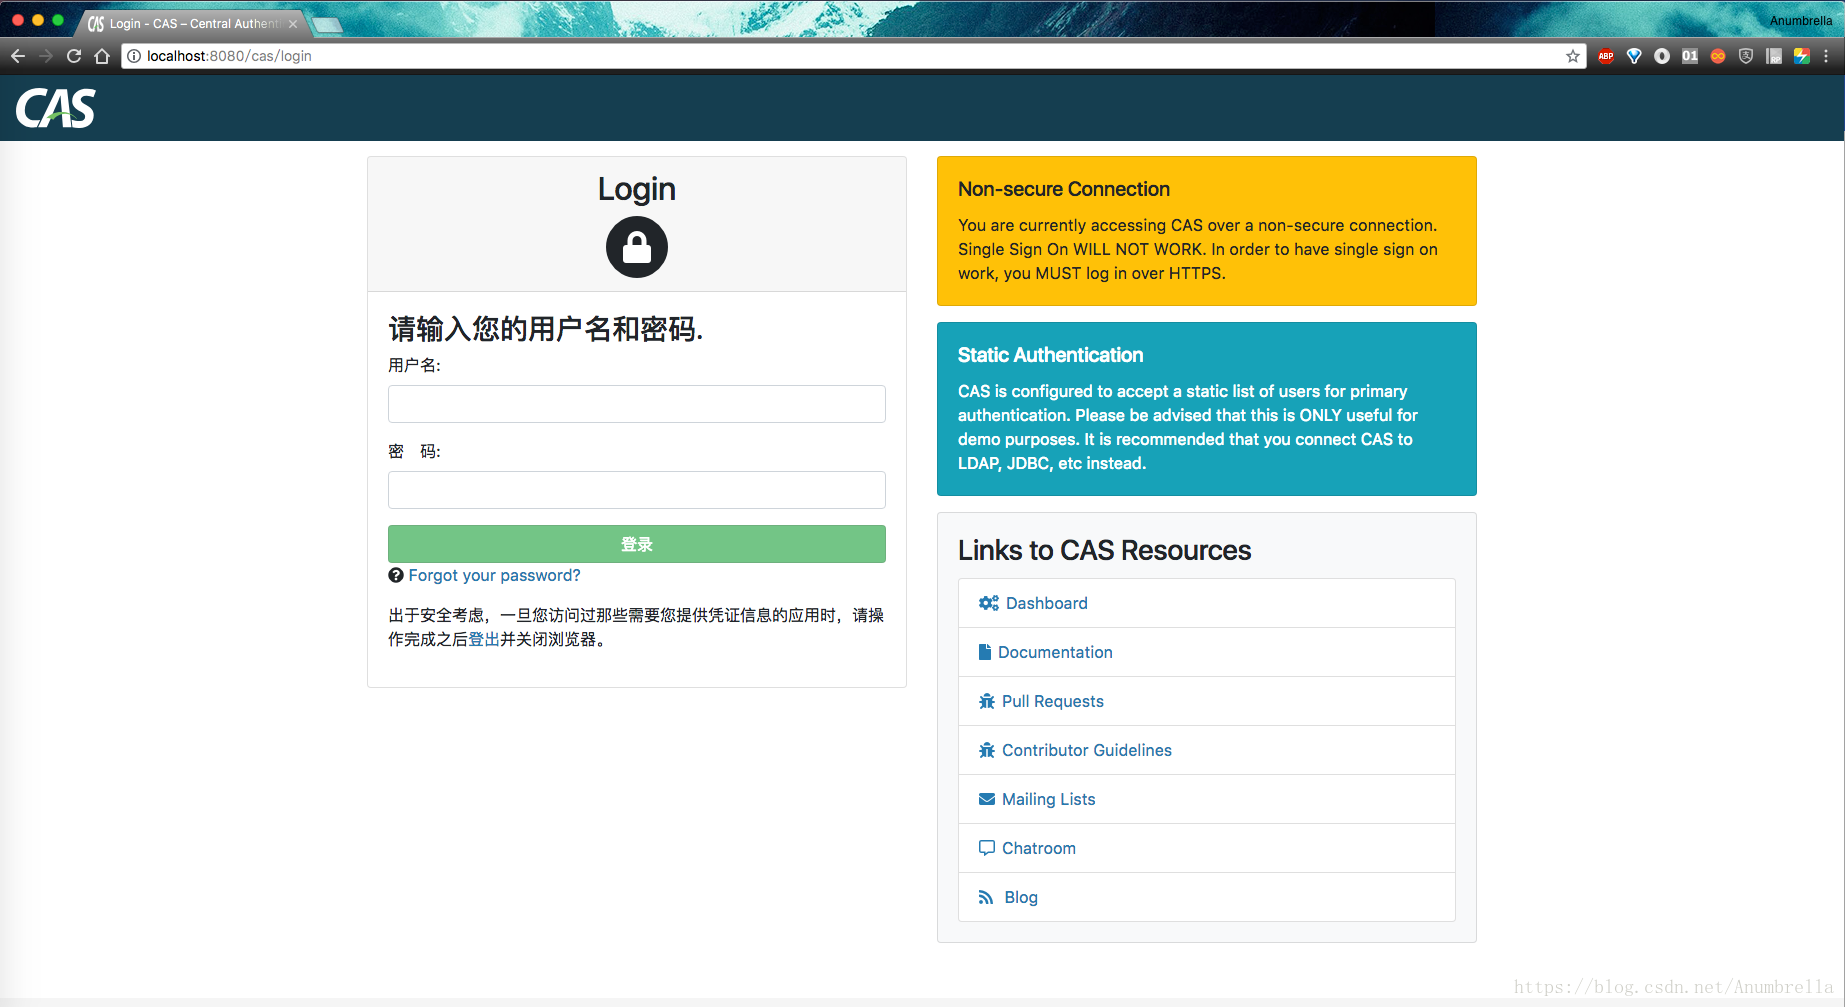 Login - CAS – Central Authenti
Anumbrella
localhost:8080/cas/login
ABP
01
RP
CAS
Login
请输入您的用户名和密码.
用户名:
密　码:
登录
Forgot your password?
出于安全考虑，一旦您访问过那些需要您提供凭证信息的应用时，请操
作完成之后登出并关闭浏览器。
Non-secure Connection
You are currently accessing CAS over a non-secure connection.
Single Sign On WILL NOT WORK. In order to have single sign on
work, you MUST log in over HTTPS.
Static Authentication
CAS is configured to accept a static list of users for primary
authentication. Please be advised that this is ONLY useful for
demo purposes. It is recommended that you connect CAS to
LDAP, JDBC, etc instead.
Links to CAS Resources
Dashboard
Documentation
Pull Requests
Contributor Guidelines
Mailing Lists
Chatroom
Blog
https://blog.csdn.net/Anumbrella